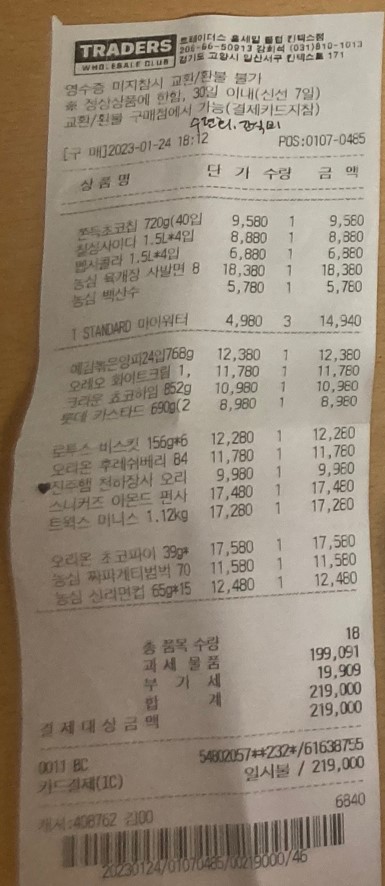 TRADERS
WHOLESALE CLUB
트레이더스 홀세일 클럽 킨텍스점
206-86-50913 강희석 (031)810-1013
경기도 고양시 일산서구 킨텍스로 171
영수증 미지참시 교환/환불 불가
정상상품에 한함, 30일 이내(신선 7일)
교환/환불 구매점에서 가능(결제카드지참)
[구 매]2023-01-24 18:12 POS:0107-0485
상 품 명 단 가 수량 금 액
쫀득초코칩 720g(40입 9,580 1 9,580
칠성사이다 1.5L*4입 8,880 1 8,880
펩시콜라 1.5L*4입 6,880 1 6,880
농심 육개장 사발면 8 18,380 1 18,380
농심 백산수 5,780 1 5,780
1 STANDARD 마이워터 4,980 3 14,940
예감볶은양파24입768g 12,380 1 12,380
오레오 화이트크림 1, 11,780 1 11,780
크라운 쵸코하임 852g 10,980 1 10,980
롯데 카스타드 690g(2 8,980 1 8,980
로투스 비스킷 156g*6 12,280 1 12,280
오리온 후레쉬베리 84 11,780 1 11,780
♥진주햄 천하장사 오리 9,980 1 9,980
스니커즈 아몬드 펀사 17,480 1 17,480
트윅스 미니스 1.12kg 17,280 1 17,280
오리온 초코파이 39g* 17,580 1 17,580
농심 짜파게티범벅 70 11,580 1 11,580
농심 신라면컵 65g*15 12,480 1 12,480
총 품목 수량 18
과 세 물 품 199,091
부 가 세 19,909
합 계 219,000
결 제 대 상 금 액 219,000
0011 BC 54802057**232*/61638755
카드결제(IC) 일시불 / 219,000
6840
캐셔:408762 김00
20230124/01070485/00219000/46